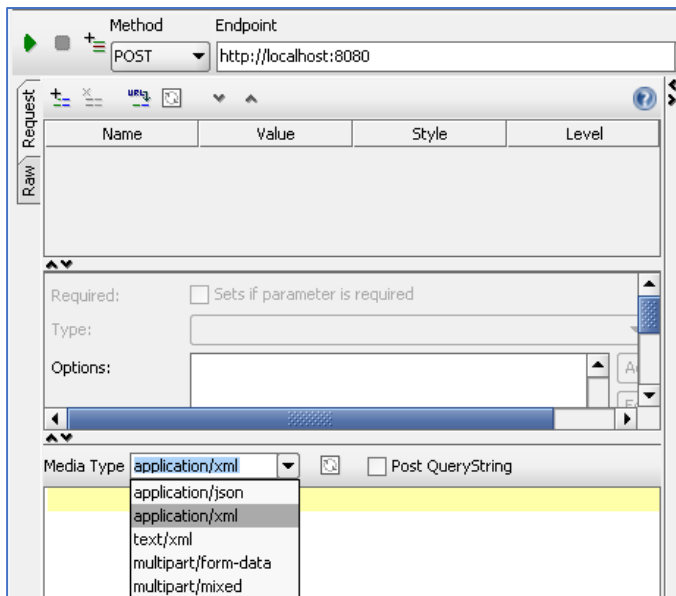 Method Endpoint
POST http://localhost:8080
Request
Raw
Name Value Style Level
Required: Sets if parameter is required
Type:
Options:
Media Type application/xml Post QueryString
application/json
application/xml
text/xml
multipart/form-data
multipart/mixed